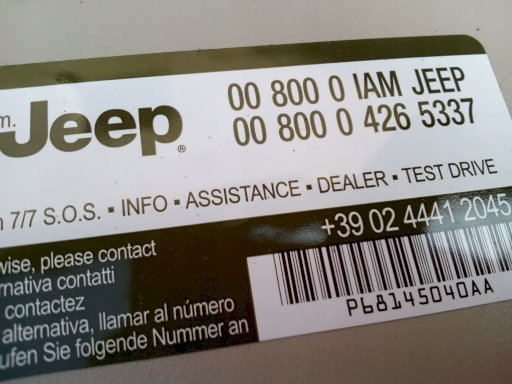 m.
Jeep®
00 800 0 IAM JEEP
00 800 0 426 5337
7/7 S.O.S. ▪ INFO ▪ ASSISTANCE ▪ DEALER ▪ TEST DRIVE
wise, please contact
rnativa contatti
contactez
alternativa, llamar al número
ufen Sie folgende Nummer an
+39 02 4441 2045
P68145040AA